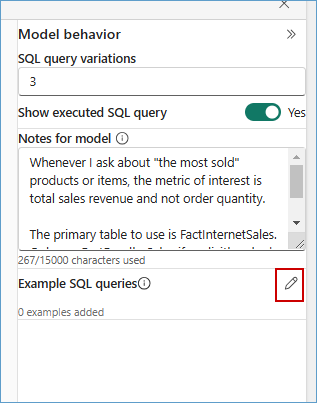 Model behavior
SQL query variations
3
Show executed SQL query Yes
Notes for model
Whenever I ask about "the most sold"
products or items, the metric of interest is
total sales revenue and not order quantity.
The primary table to use is FactInternetSales.
267/15000 characters used
Example SQL queries
0 examples added